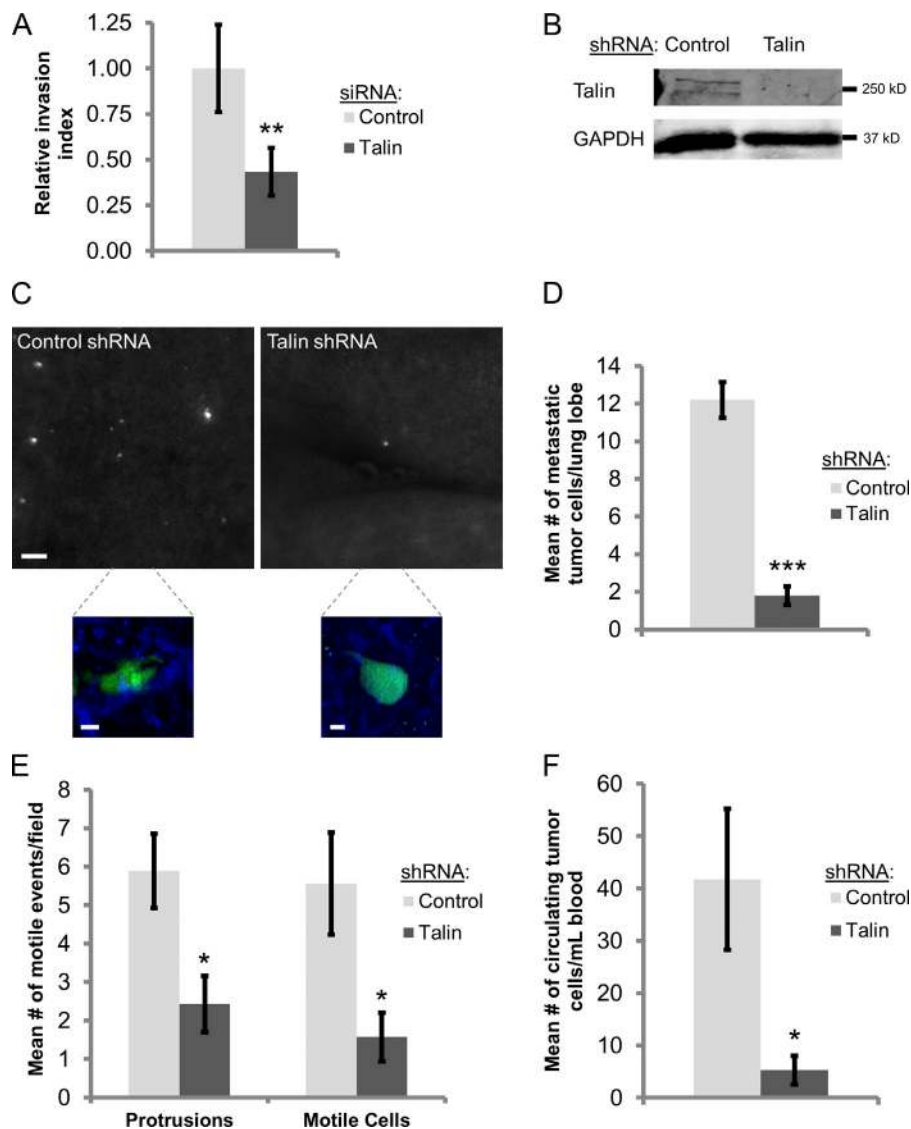 A
Relative invasion
index
1.25
1.00
0.75
0.50
0.25
0.00
**
siRNA:
Control
Talin
B
shRNA: Control Talin
Talin
250 kD
GAPDH
37 kD
C
Control shRNA
Talin shRNA
D
Mean # of metastatic
tumor cells/lung lobe
14
12
10
8
6
4
2
0
***
shRNA:
Control
Talin
E
Mean # of motile events/field
8
7
6
5
4
3
2
1
0
*
*
Protrusions
Motile Cells
shRNA:
Control
Talin
F
Mean # of circulating tumor
cells/mL blood
60
50
40
30
20
10
0
*
shRNA:
Control
Talin